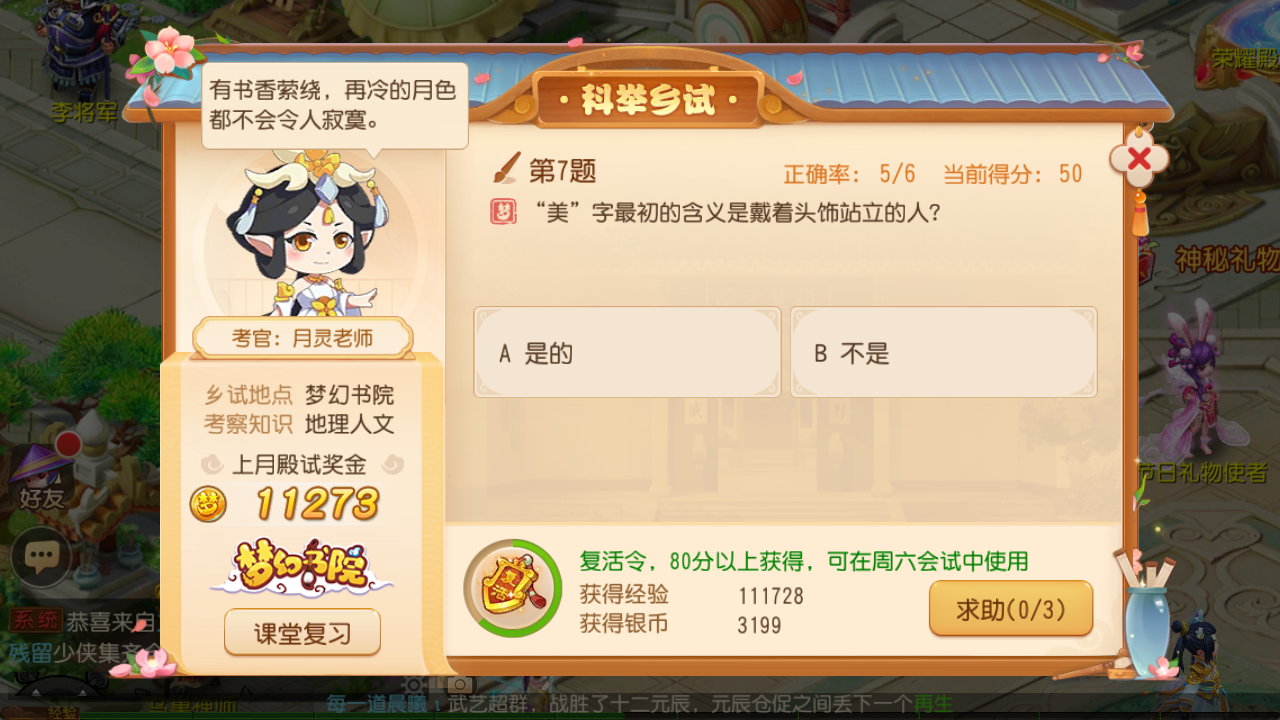 荣耀殿
李将军
有书香萦绕，再冷的月色
都不会令人寂寞。
·科举乡试·
第7题
正确率： 5/6 当前得分： 50
梦
“美”字最初的含义是戴着头饰站立的人？
神秘礼物
A 是的
B 不是
考官：月灵老师
乡试地点 梦幻书院
考察知识 地理人文
上月殿试奖金
11273
梦幻书院
课堂复习
节日礼物使者
好友
复活令，80分以上获得，可在周六会试中使用
获得经验 111728
获得银币 3199
求助(0/3)
系统 恭喜来自
残留少侠集齐
每一道晨曦：武艺超群，战胜了十二元辰，元辰仓促之间丢下一个再生
经验